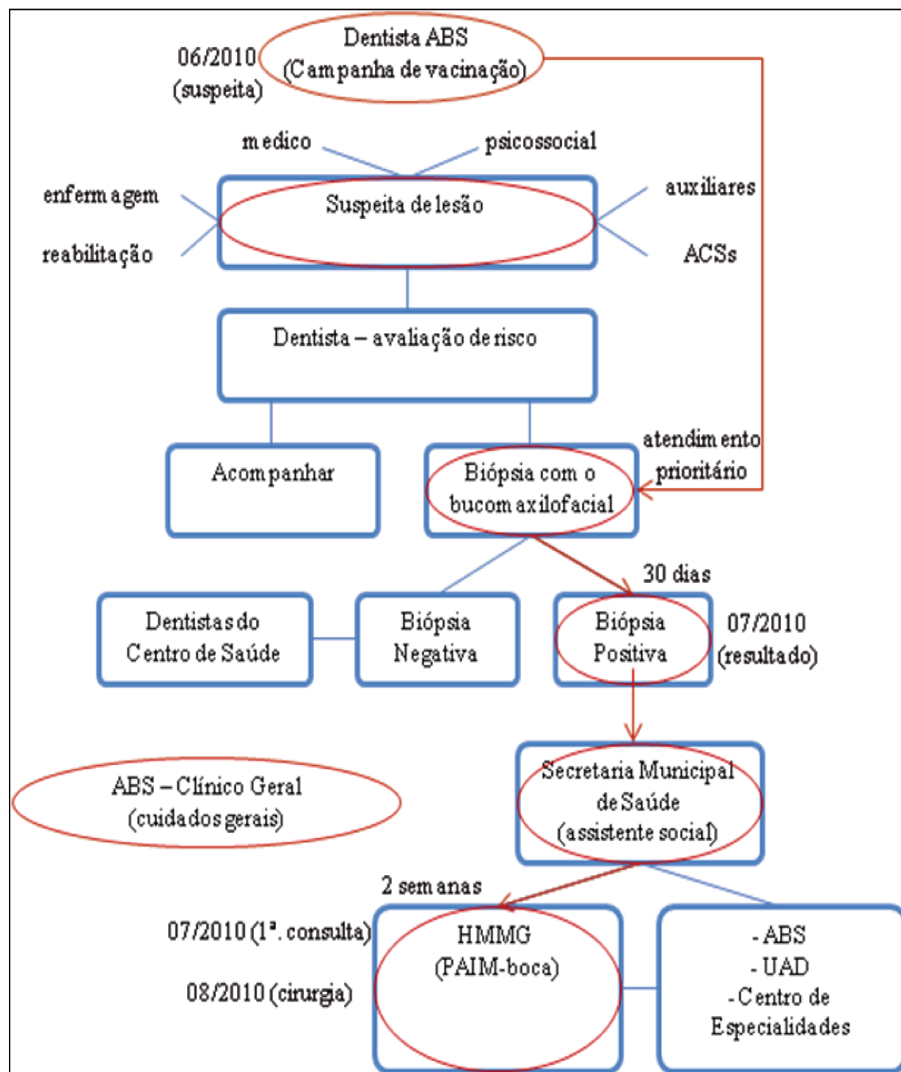 Dentista ABS
(Campanha de vacinação)
06/2010
(suspeita)
medico
psicossocial
enfermagem
auxiliares
Suspeita de lesão
reabilitação
ACSs
Dentista – avaliação de risco
atendimento
prioritário
Acompanhar
Biópsia com o
bucomaxilofacial
30 dias
Dentistas do
Centro de Saúde
Biópsia
Negativa
Biópsia
Positiva
07/2010
(resultado)
Secretaria Municipal
de Saúde
(assistente social)
ABS – Clínico Geral
(cuidados gerais)
2 semanas
07/2010 (1ª. consulta)
08/2010 (cirurgia)
HMMG
(PAIM-boca)
- ABS
- UAD
- Centro de
Especialidades